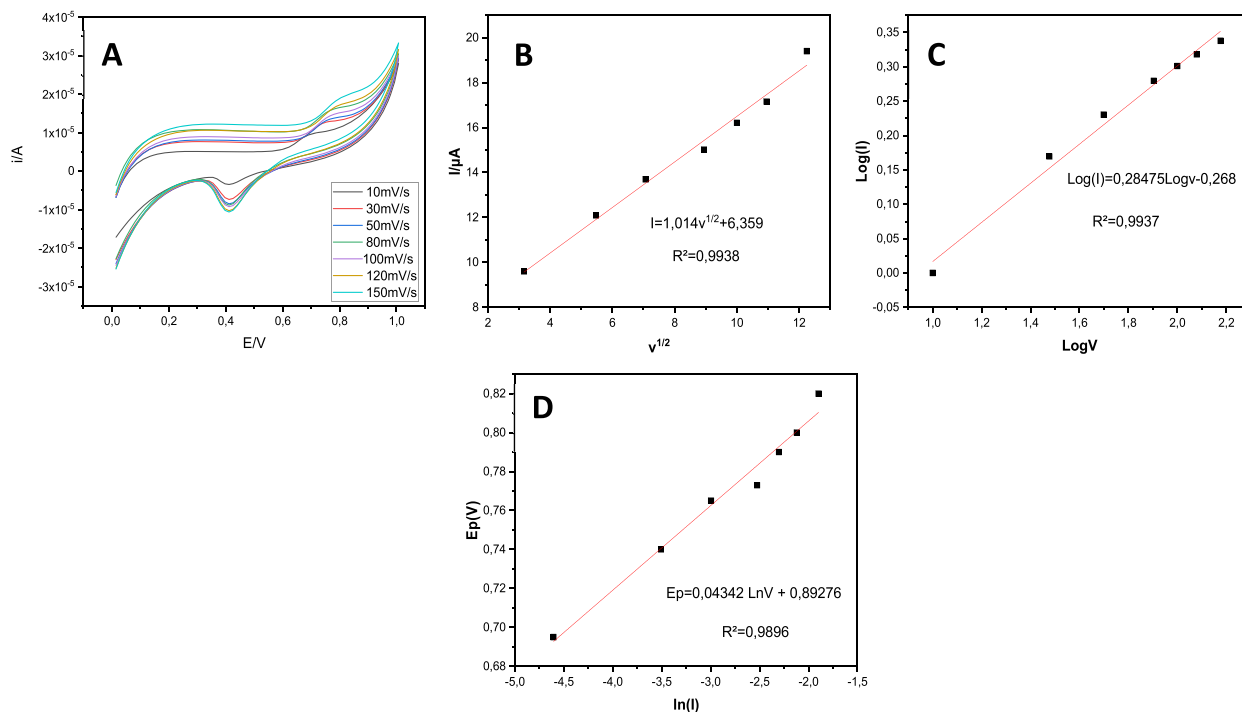 A
4x10-5
3x10-5
2x10-5
1x10-5
0
-1x10-5
-2x10-5
-3x10-5
i/A
10mV/s
30mV/s
50mV/s
80mV/s
100mV/s
120mV/s
150mV/s
0,0 0,2 0,4 0,6 0,8 1,0
E/V
B
20
18
16
14
12
10
8
I/µA
I=1,014v1/2+6,359
R²=0,9938
2 4 6 8 10 12
v1/2
C
0,35
0,30
0,25
0,20
0,15
0,10
0,05
0,00
-0,05
Log(I)
Log(I)=0,28475Logv-0,268
R²=0,9937
1,0 1,2 1,4 1,6 1,8 2,0 2,2
LogV
D
0,82
0,80
0,78
0,76
0,74
0,72
0,70
0,68
Ep(V)
Ep=0,04342 LnV + 0,89276
R²=0,9896
-5,0 -4,5 -4,0 -3,5 -3,0 -2,5 -2,0 -1,5
ln(I)